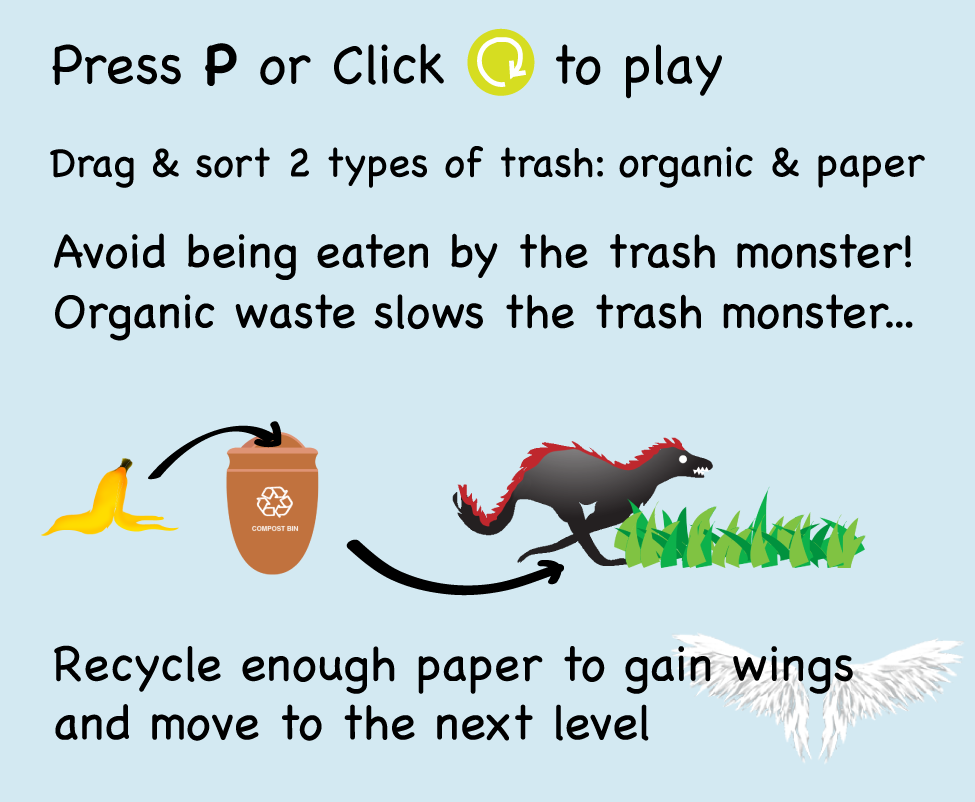 Press P or Click to play
Drag & sort 2 types of trash: organic & paper
Avoid being eaten by the trash monster!
Organic waste slows the trash monster...
COMPOST BIN
Recycle enough paper to gain wings
and move to the next level